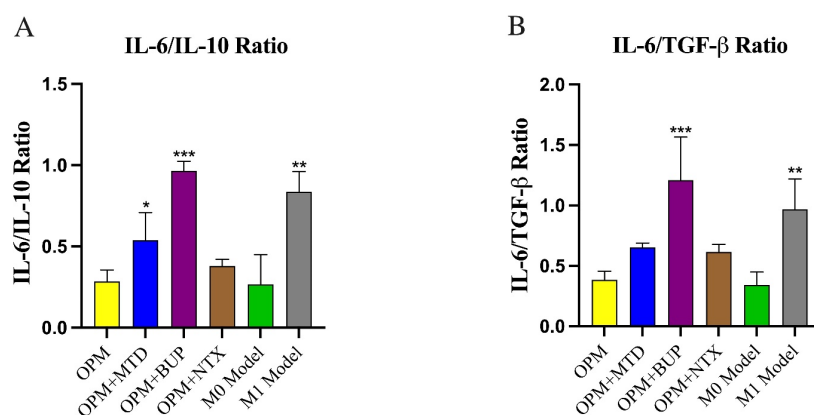 A
IL-6/IL-10 Ratio
IL-6/IL-10 Ratio
1.5
1.0
0.5
0.0
*
***
**
OPM
OPM+MTD
OPM+BUP
OPM+NTX
M0 Model
M1 Model
B
IL-6/TGF-β Ratio
IL-6/TGF-β Ratio
2.0
1.5
1.0
0.5
0.0
***
**
OPM
OPM+MTD
OPM+BUP
OPM+NTX
M0 Model
M1 Model